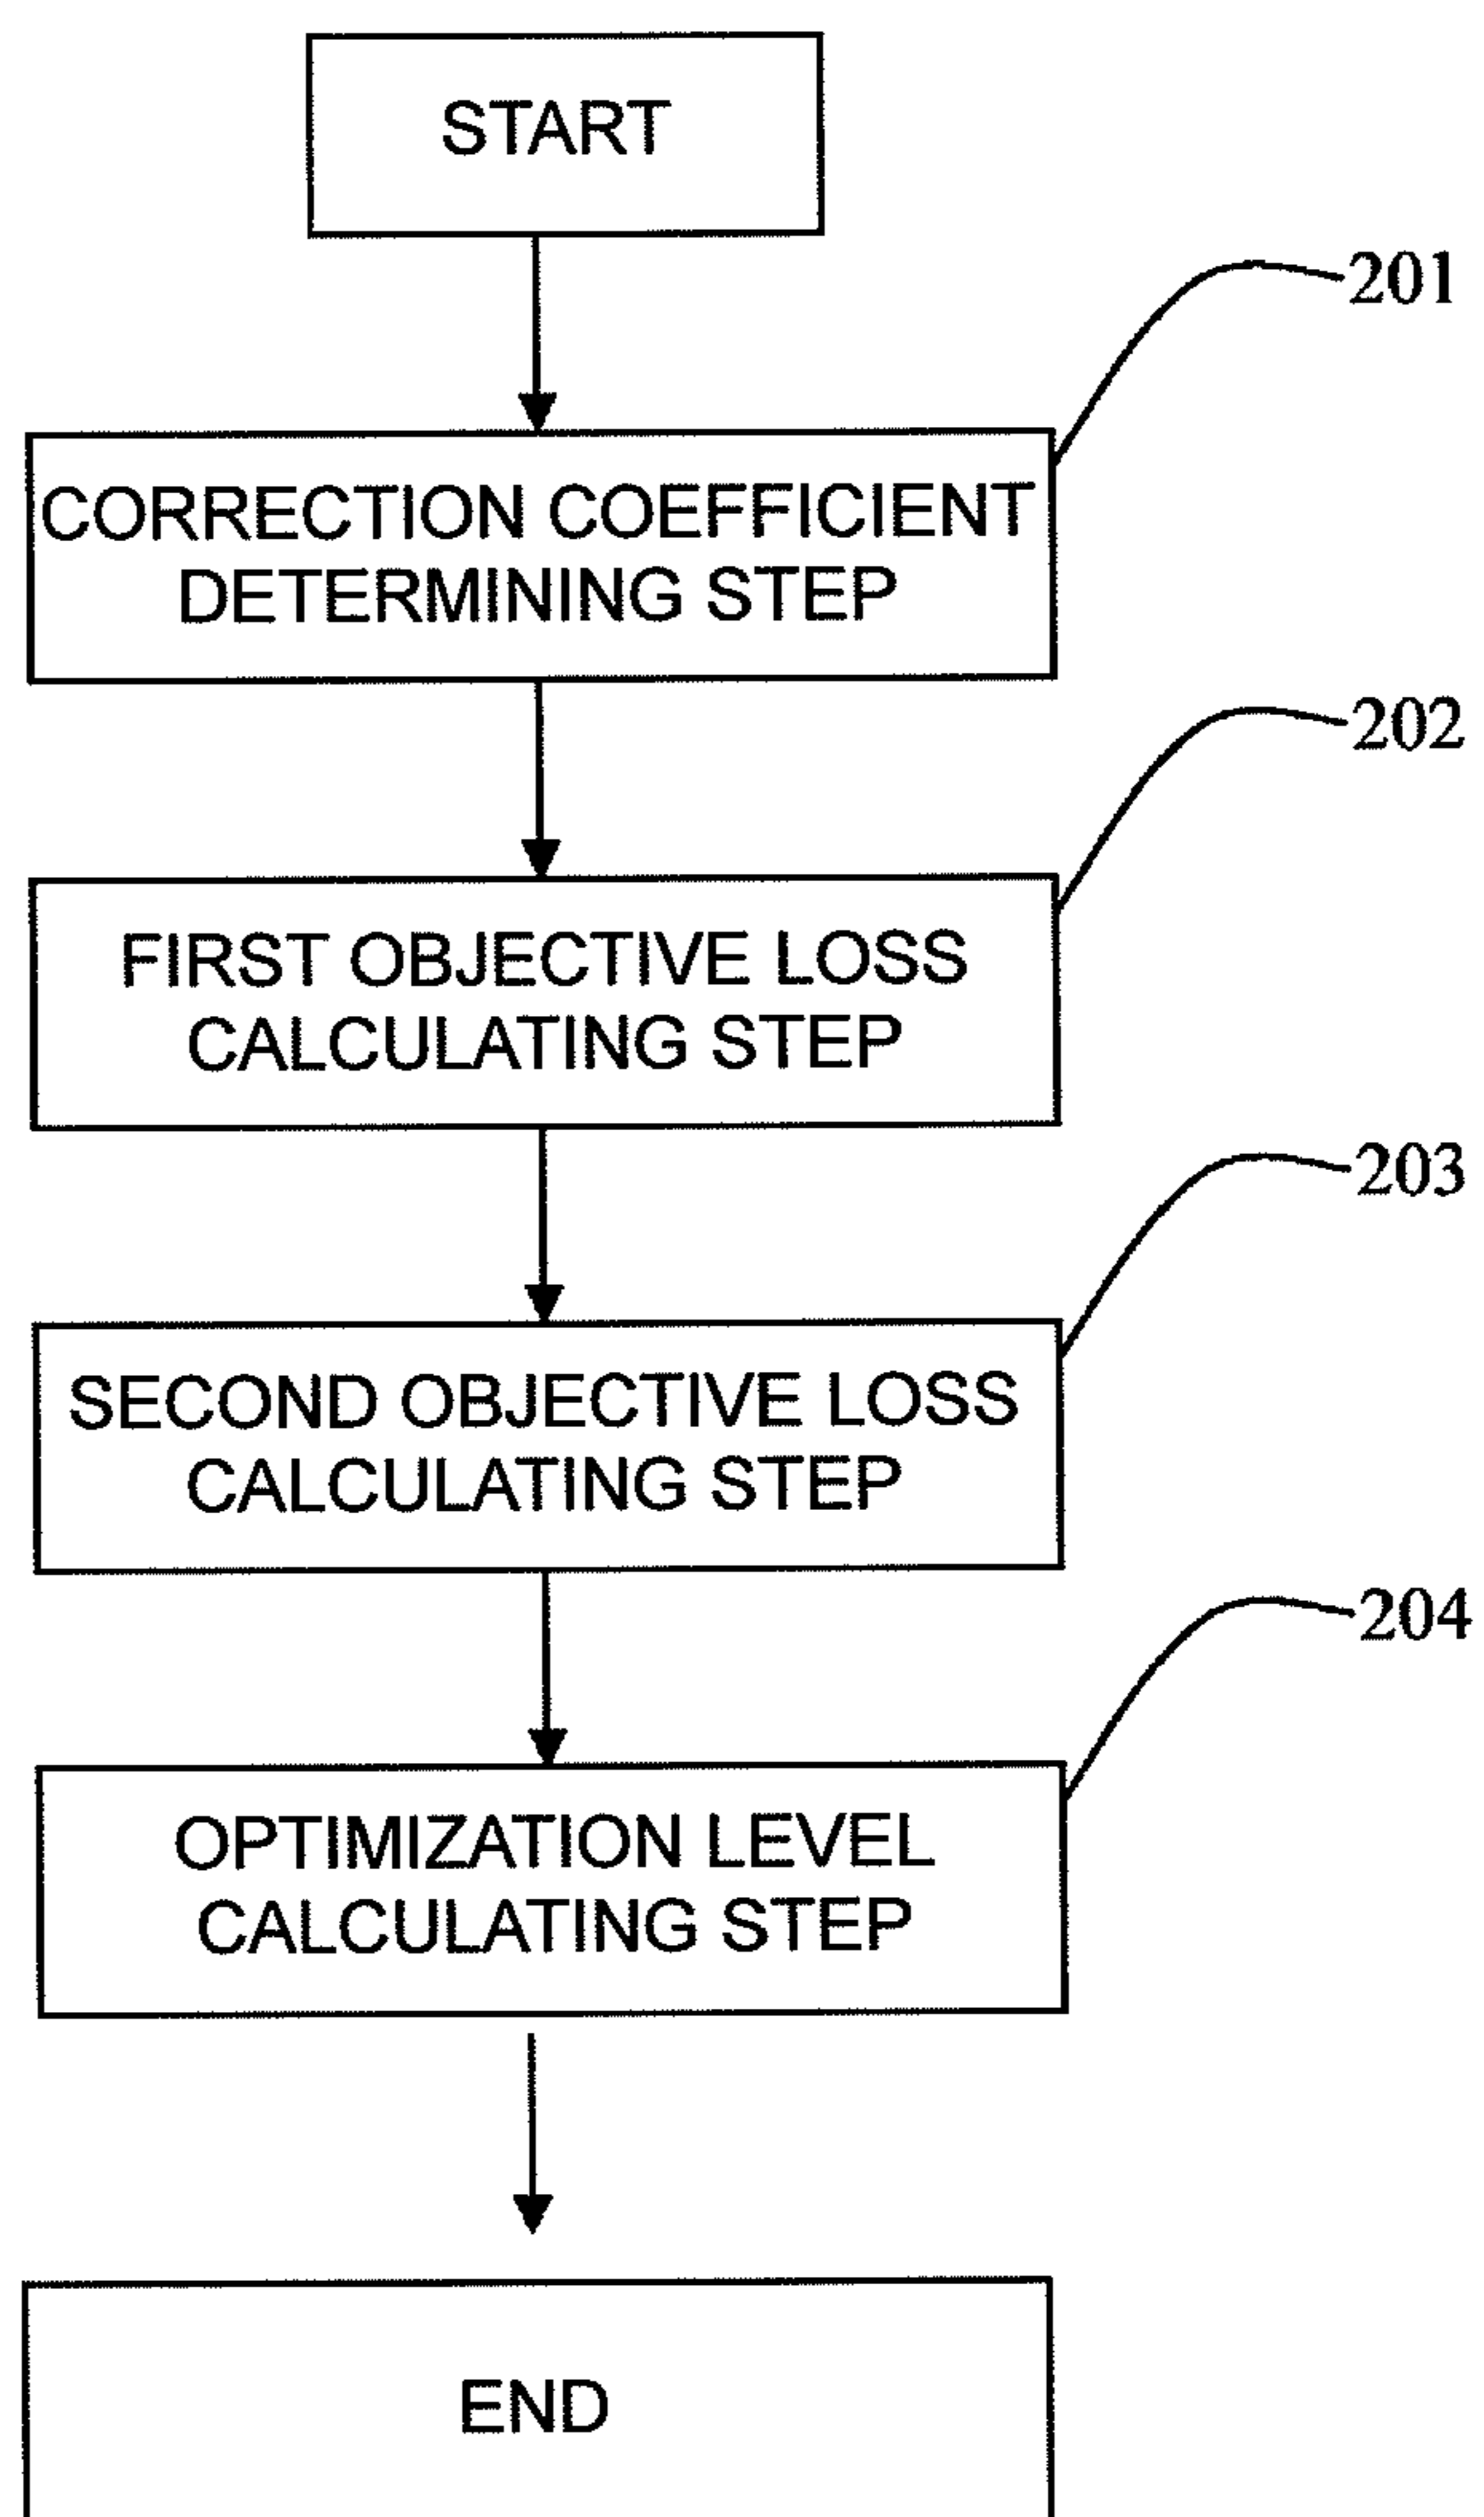 START
201
CORRECTION COEFFICIENT
DETERMINING STEP
202
FIRST OBJECTIVE LOSS
CALCULATING STEP
203
SECOND OBJECTIVE LOSS
CALCULATING STEP
204
OPTIMIZATION LEVEL
CALCULATING STEP
END